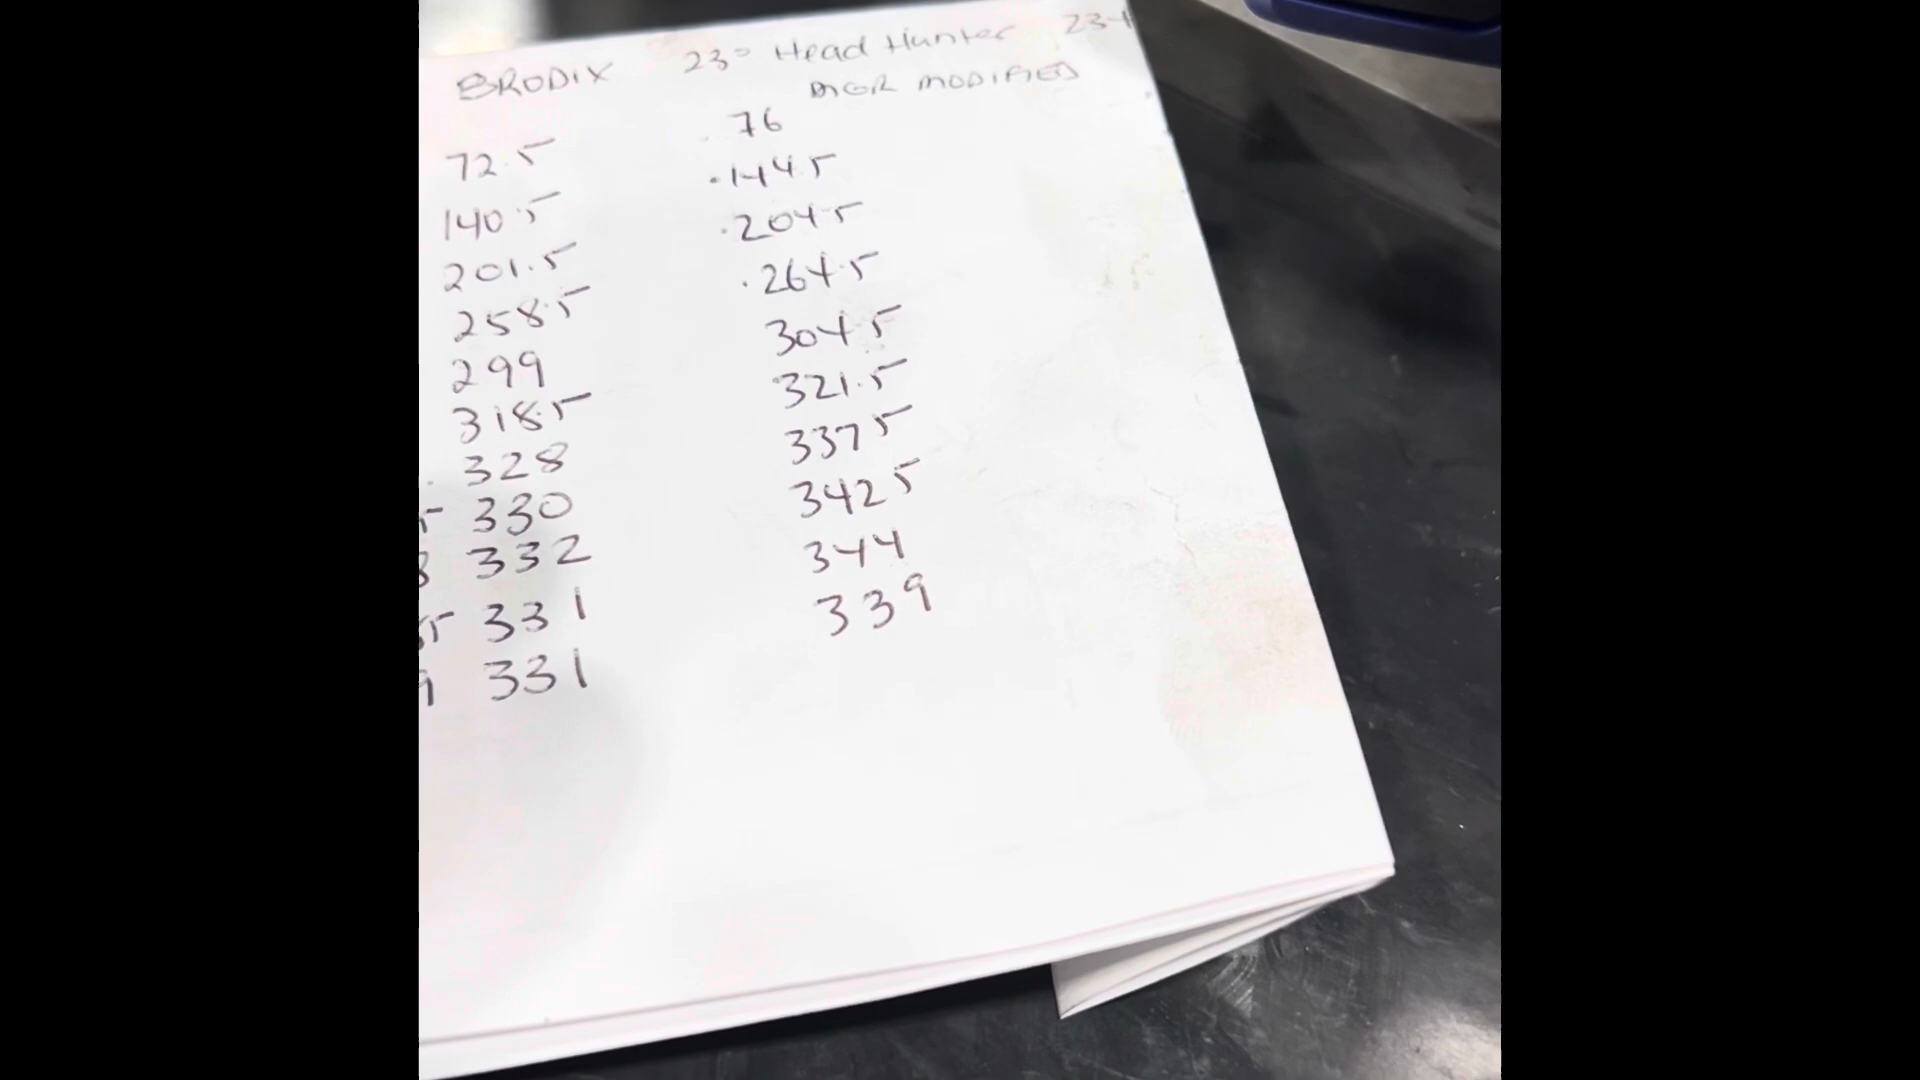 BRODIX 23° Head Hunter 23-1
MODIFIED
72.5 76
140.5 .144.5
201.5 .204.5
258.5 .264.5
299 304.5
318.5 321.5
328 337 5
330 342 5
332 344
331 339
331